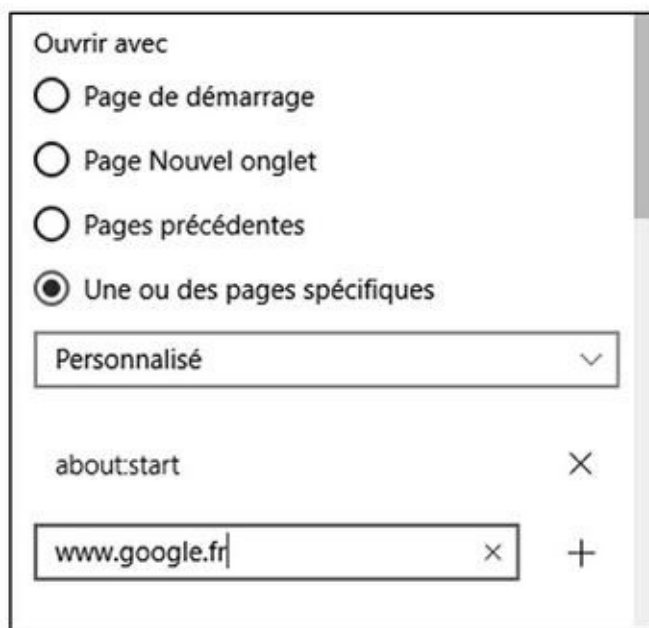 Ouvrir avec
Page de démarrage
Page Nouvel onglet
Pages précédentes
Une ou des pages spécifiques
Personnalisé
about:start
www.google.fr